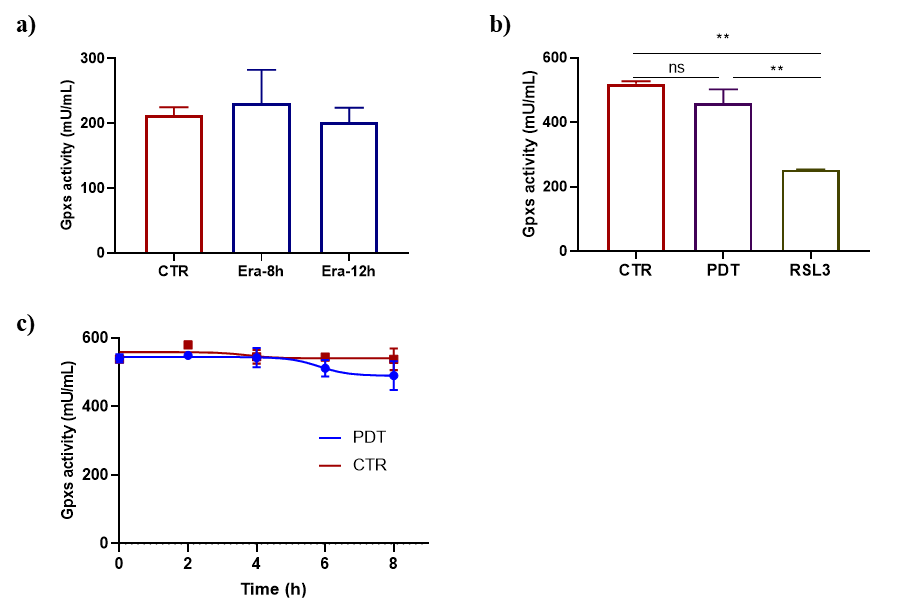 a)
300
200
100
0
Gpxs activity (mU/mL)
CTR Era-8h Era-12h
b)
**
ns **
600
400
200
0
Gpxs activity (mU/mL)
CTR PDT RSL3
c)
600
400
200
0
Gpxs activity (mU/mL)
PDT
CTR
0 2 4 6 8
Time (h)